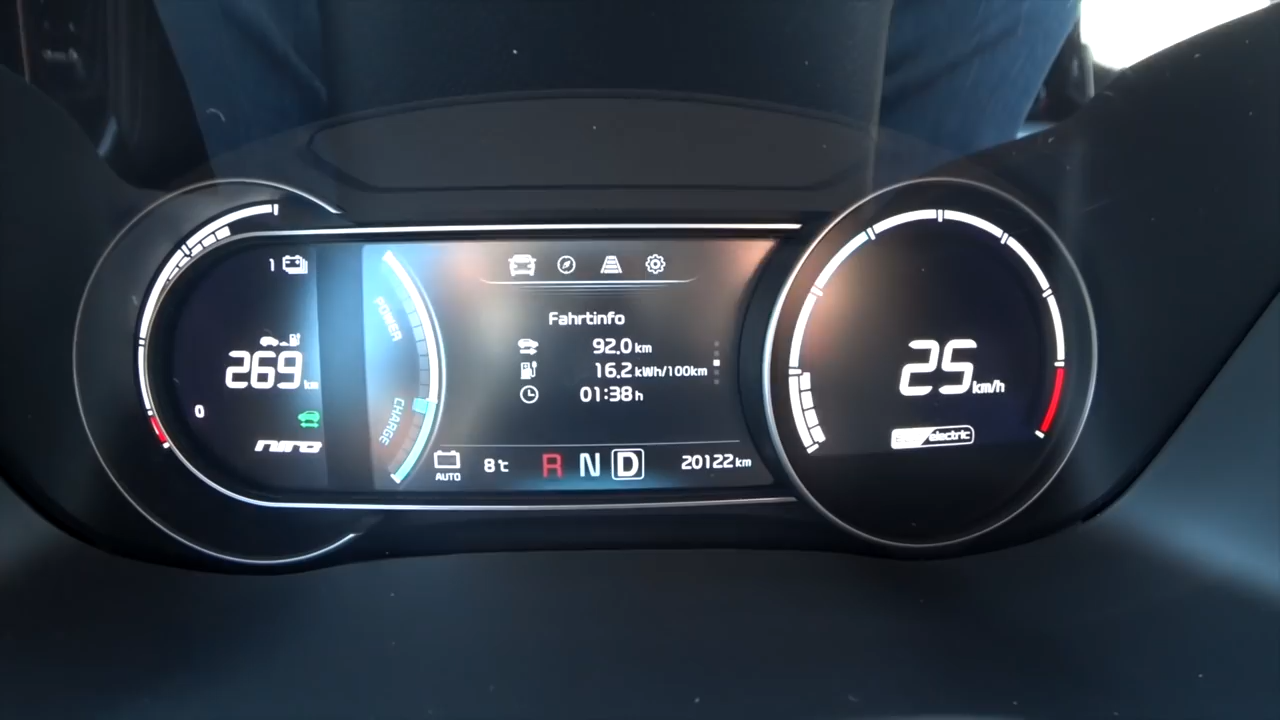 1
269 km
0
niro
POWER
CHARGE
Fahrtinfo
92.0 km
16.2 kWh/100km
01:38 h
AUTO
8℃
R N D
20122 km
25 km/h
electric